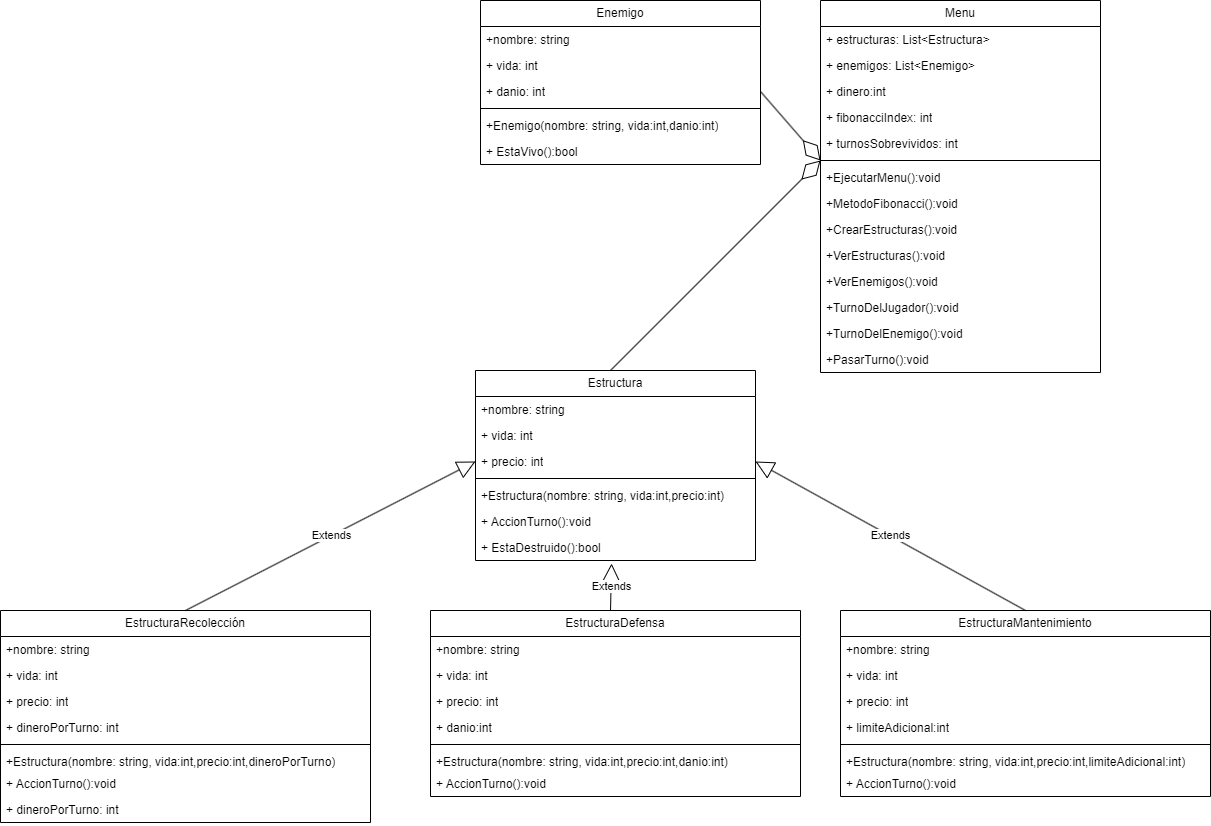 Enemigo
+nombre: string
+ vida: int
+ danio: int
+Enemigo(nombre: string, vida:int,danio:int)
+ EstaVivo():bool
Menu
+ estructuras: List<Estructura>
+ enemigos: List<Enemigo>
+ dinero:int
+ fibonacciIndex: int
+ turnosSobrevividos: int
+EjecutarMenu():void
+MetodoFibonacci():void
+CrearEstructuras():void
+VerEstructuras():void
+VerEnemigos():void
+TurnoDelJugador():void
+TurnoDelEnemigo():void
+PasarTurno():void
Estructura
+nombre: string
+ vida: int
+ precio: int
+Estructura(nombre: string, vida:int,precio:int)
+ AccionTurno():void
+ EstaDestruido():bool
Extends
Extends
Extends
EstructuraRecolección
+nombre: string
+ vida: int
+ precio: int
+ dineroPorTurno: int
+Estructura(nombre: string, vida:int,precio:int,dineroPorTurno)
+ AccionTurno():void
+ dineroPorTurno: int
EstructuraDefensa
+nombre: string
+ vida: int
+ precio: int
+ danio:int
+Estructura(nombre: string, vida:int,precio:int,danio:int)
+ AccionTurno():void
EstructuraMantenimiento
+nombre: string
+ vida: int
+ precio: int
+ limiteAdicional:int
+Estructura(nombre: string, vida:int,precio:int,limiteAdicional:int)
+ AccionTurno():void